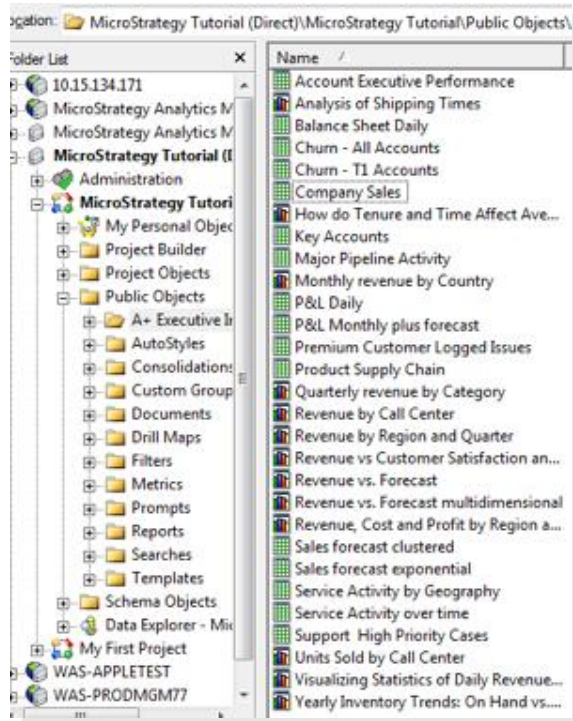 ocation: MicroStrategy Tutorial (Direct)\MicroStrategy Tutorial\Public Objects\
Folder List
10.15.134.171
MicroStrategy Analytics M
MicroStrategy Analytics M
MicroStrategy Tutorial (I
Administration
MicroStrategy Tutori
My Personal Objec
Project Builder
Project Objects
Public Objects
A+ Executive Ir
AutoStyles
Consolidations
Custom Group
Documents
Drill Maps
Filters
Metrics
Prompts
Reports
Searches
Templates
Schema Objects
Data Explorer - Mic
My First Project
WAS-APPLETEST
WAS-PRODMGM77
Name
Account Executive Performance
Analysis of Shipping Times
Balance Sheet Daily
Churn - All Accounts
Churn - T1 Accounts
Company Sales
How do Tenure and Time Affect Ave...
Key Accounts
Major Pipeline Activity
Monthly revenue by Country
P&L Daily
P&L Monthly plus forecast
Premium Customer Logged Issues
Product Supply Chain
Quarterly revenue by Category
Revenue by Call Center
Revenue by Region and Quarter
Revenue vs Customer Satisfaction an...
Revenue vs. Forecast
Revenue vs. Forecast multidimensional
Revenue, Cost and Profit by Region a...
Sales forecast clustered
Sales forecast exponential
Service Activity by Geography
Service Activity over time
Support High Priority Cases
Units Sold by Call Center
Visualizing Statistics of Daily Revenue...
Yearly Inventory Trends: On Hand vs....